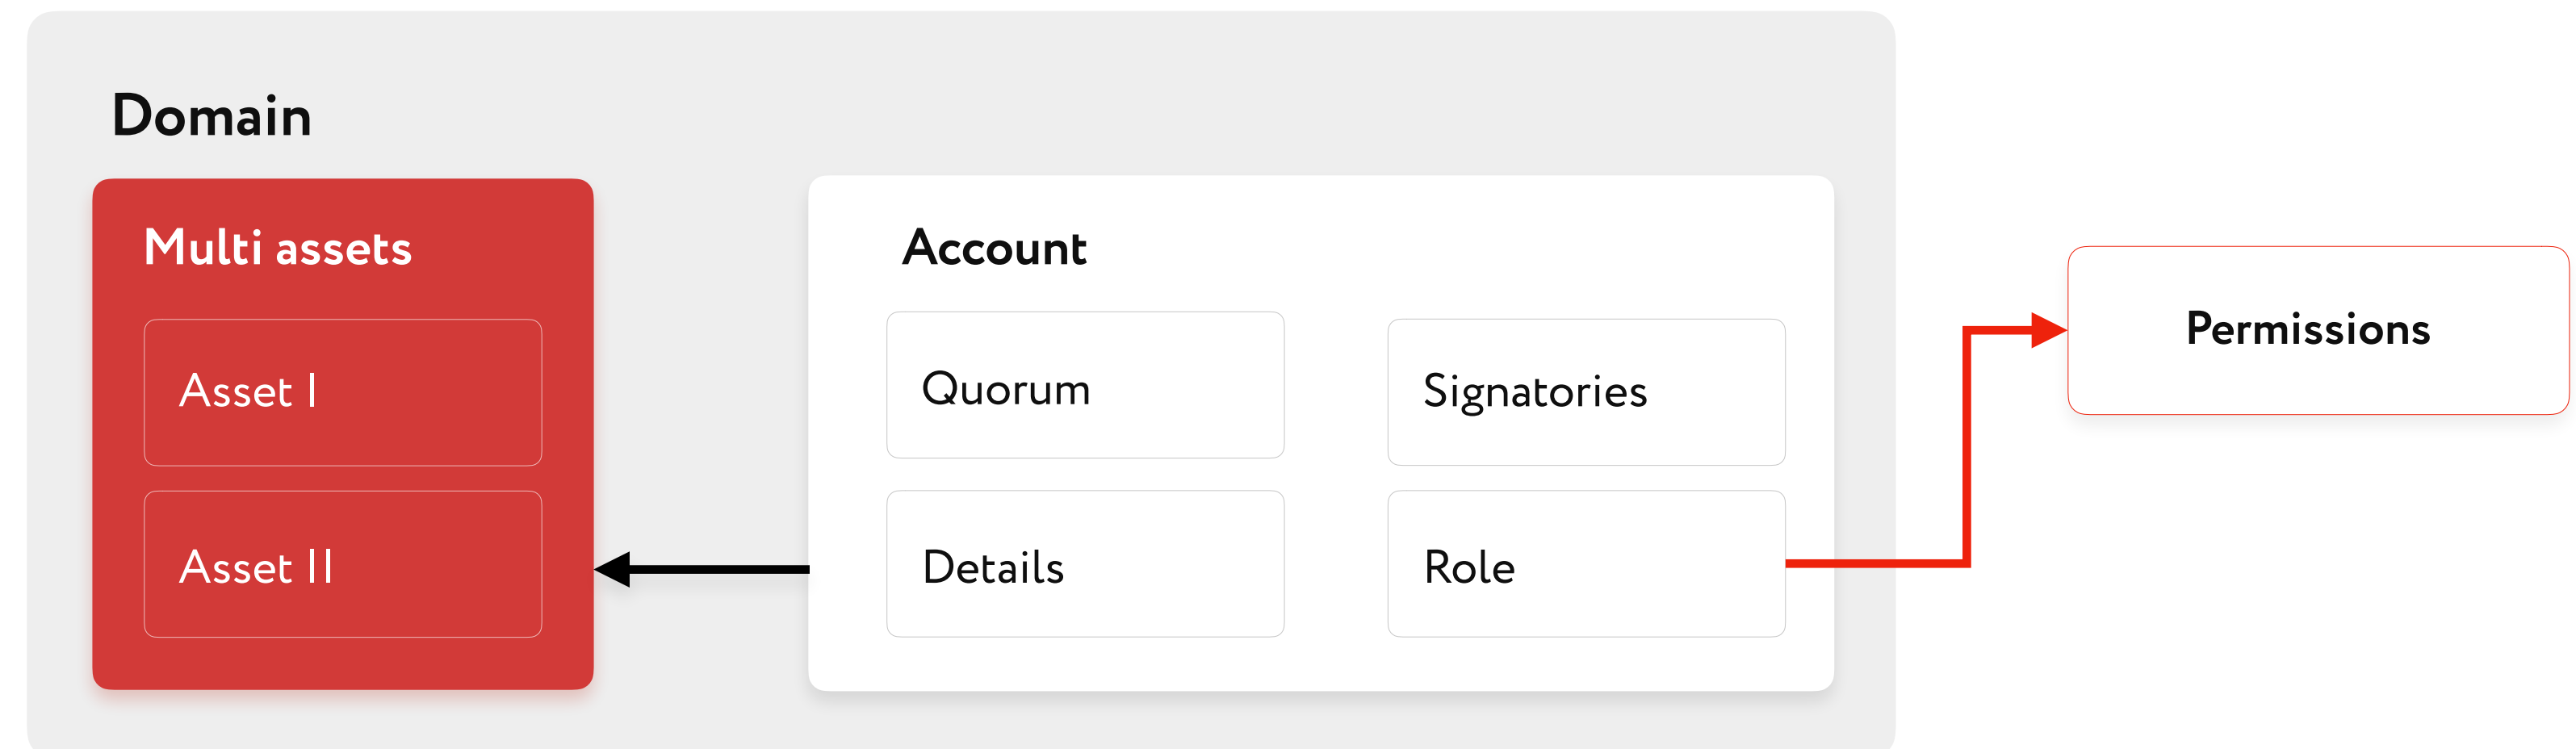 Domain
Multi assets
Asset I
Asset II
Account
Quorum
Signatories
Details
Role
Permissions